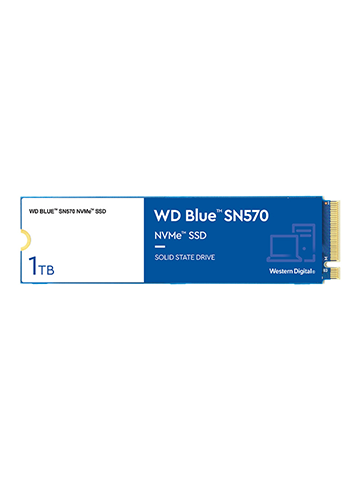 WD BLUE™ SN570 NVMe™ SSD
1TB
WD Blue™ SN570
NVMe™ SSD
SOLID STATE DRIVE
Western Digital®